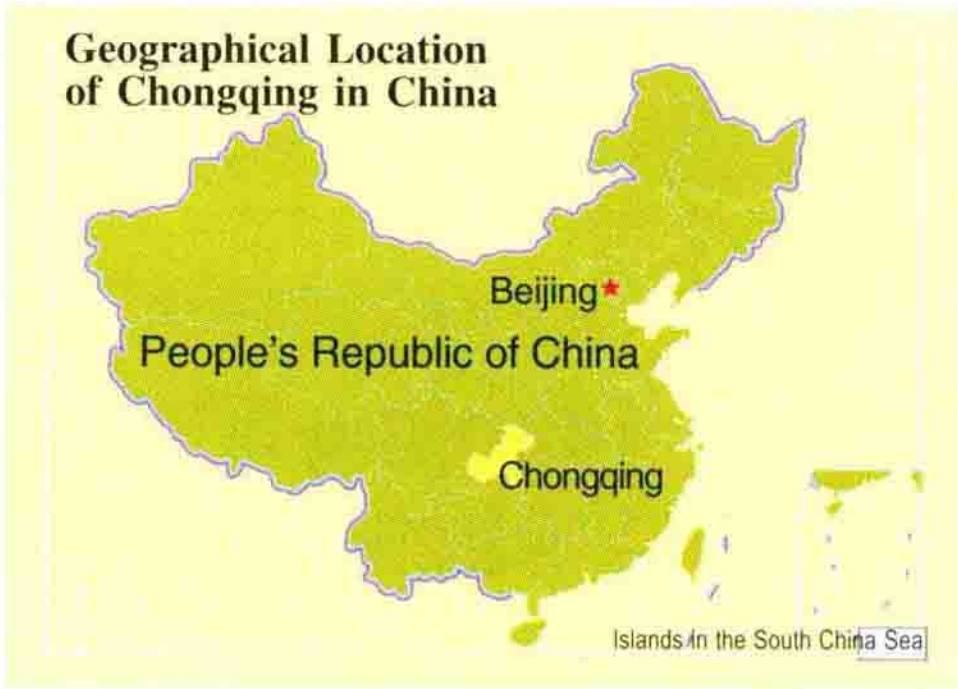 Geographical Location
of Chongqing in China
Beijing
People's Republic of China
Chongqing
Islands in the South China Sea